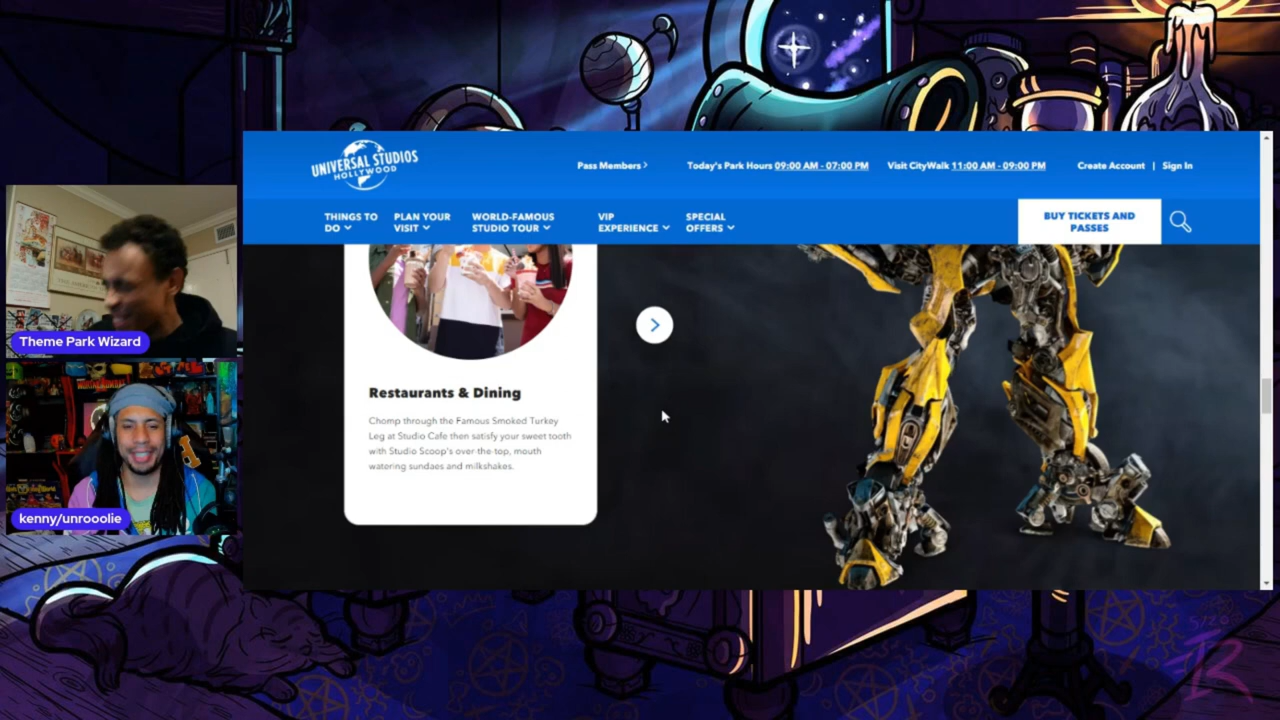 UNIVERSAL STUDIOS
HOLLYWOOD
Pass Members
Today's Park Hours 09:00 AM - 07:00 PM
Visit CityWalk 11:00 AM - 09:00 PM
Create Account | Sign In
THINGS TO
DO
PLAN YOUR
VISIT
WORLD-FAMOUS
STUDIO TOUR
VIP
EXPERIENCE
SPECIAL
OFFERS
BUY TICKETS AND
PASSES
Restaurants & Dining
Chomp through the Famous Smoked Turkey
Leg at Studio Cafe then satisfy your sweet tooth
with Studio Scoop's over-the-top, mouth
watering sundaes and milkshakes.
Theme Park Wizard
kenny/unrooolie